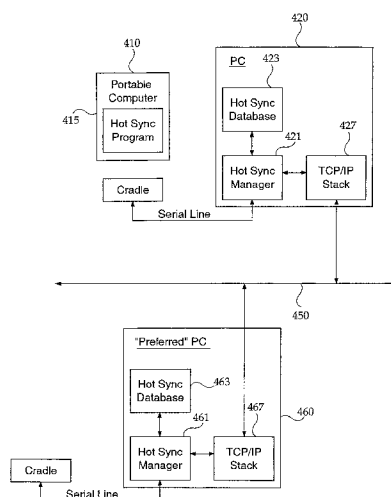 420
410
PC
423
Portable
Computer
415
Hot Sync
Program
Hot Sync
Database
421
427
Hot Sync
Manager
TCP/IP
Stack
Cradle
Serial Line
450
"Preferred" PC
Hot Sync
Database
463
461
467
460
Hot Sync
Manager
TCP/IP
Stack
Cradle
Serial Line